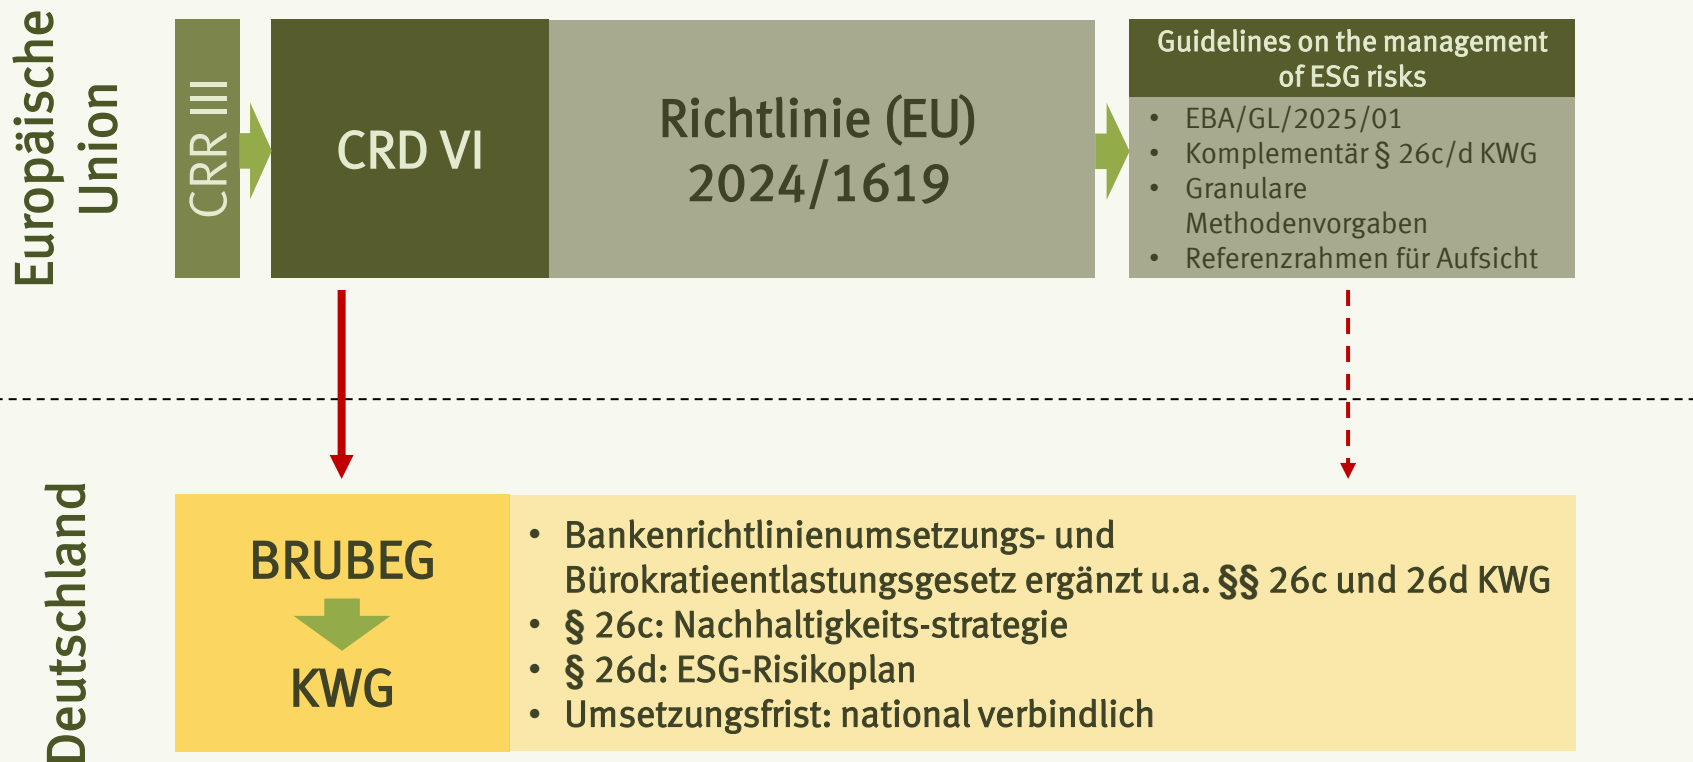 Europäische
Union
CRR III
CRD VI
Richtlinie (EU)
2024/1619
Guidelines on the management
of ESG risks
• EBA/GL/2025/01
• Komplementär § 26c/d KWG
• Granulare
Methodenvorgaben
• Referenzrahmen für Aufsicht
Deutschland
BRUBEG
KWG
• Bankenrichtlinienumsetzungs- und
Bürokratieentlastungsgesetz ergänzt u.a. §§ 26c und 26d KWG
• § 26c: Nachhaltigkeits-strategie
• § 26d: ESG-Risikoplan
• Umsetzungsfrist: national verbindlich